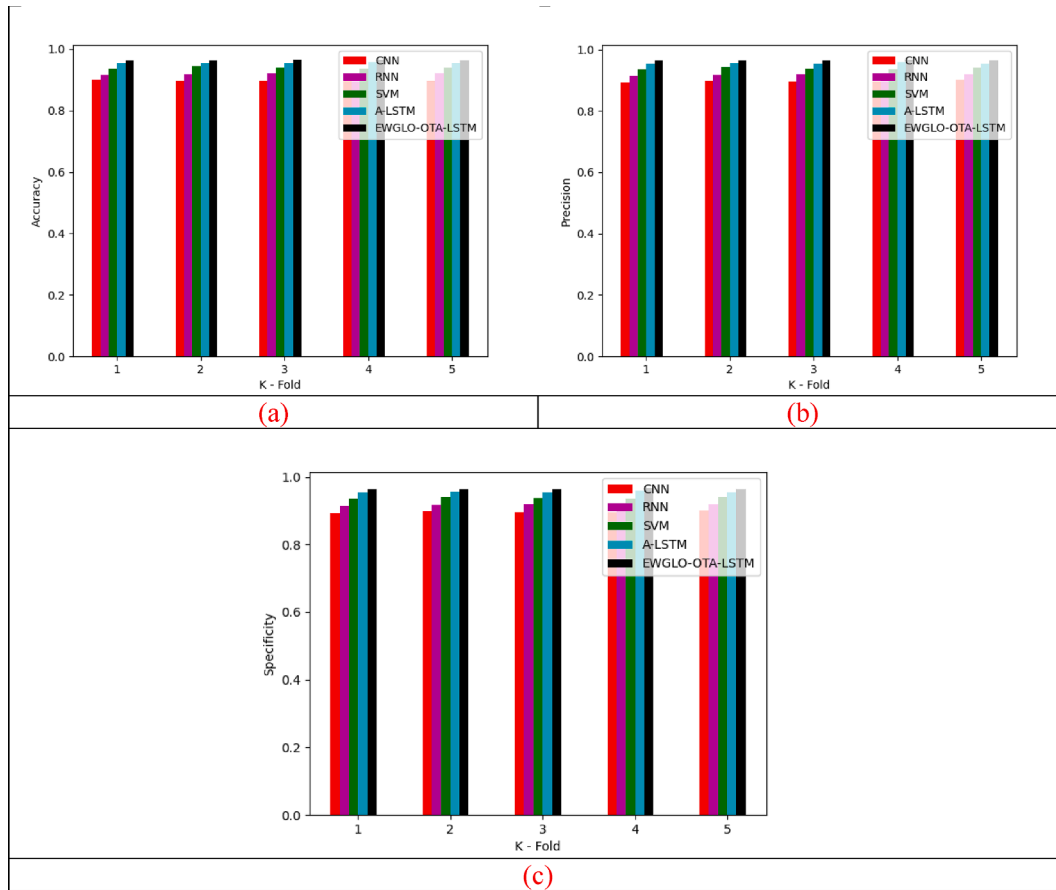 1.0
0.8
0.6
0.4
0.2
0.0
Accuracy
CNN
RNN
SVM
A-LSTM
EWGLO-OTA-LSTM
1 2 3 4 5
K - Fold
(a)
1.0
0.8
0.6
0.4
0.2
0.0
Precision
CNN
RNN
SVM
A-LSTM
EWGLO-OTA-LSTM
1 2 3 4 5
K - Fold
(b)
1.0
0.8
0.6
0.4
0.2
0.0
Specificity
CNN
RNN
SVM
A-LSTM
EWGLO-OTA-LSTM
1 2 3 4 5
K - Fold
(c)